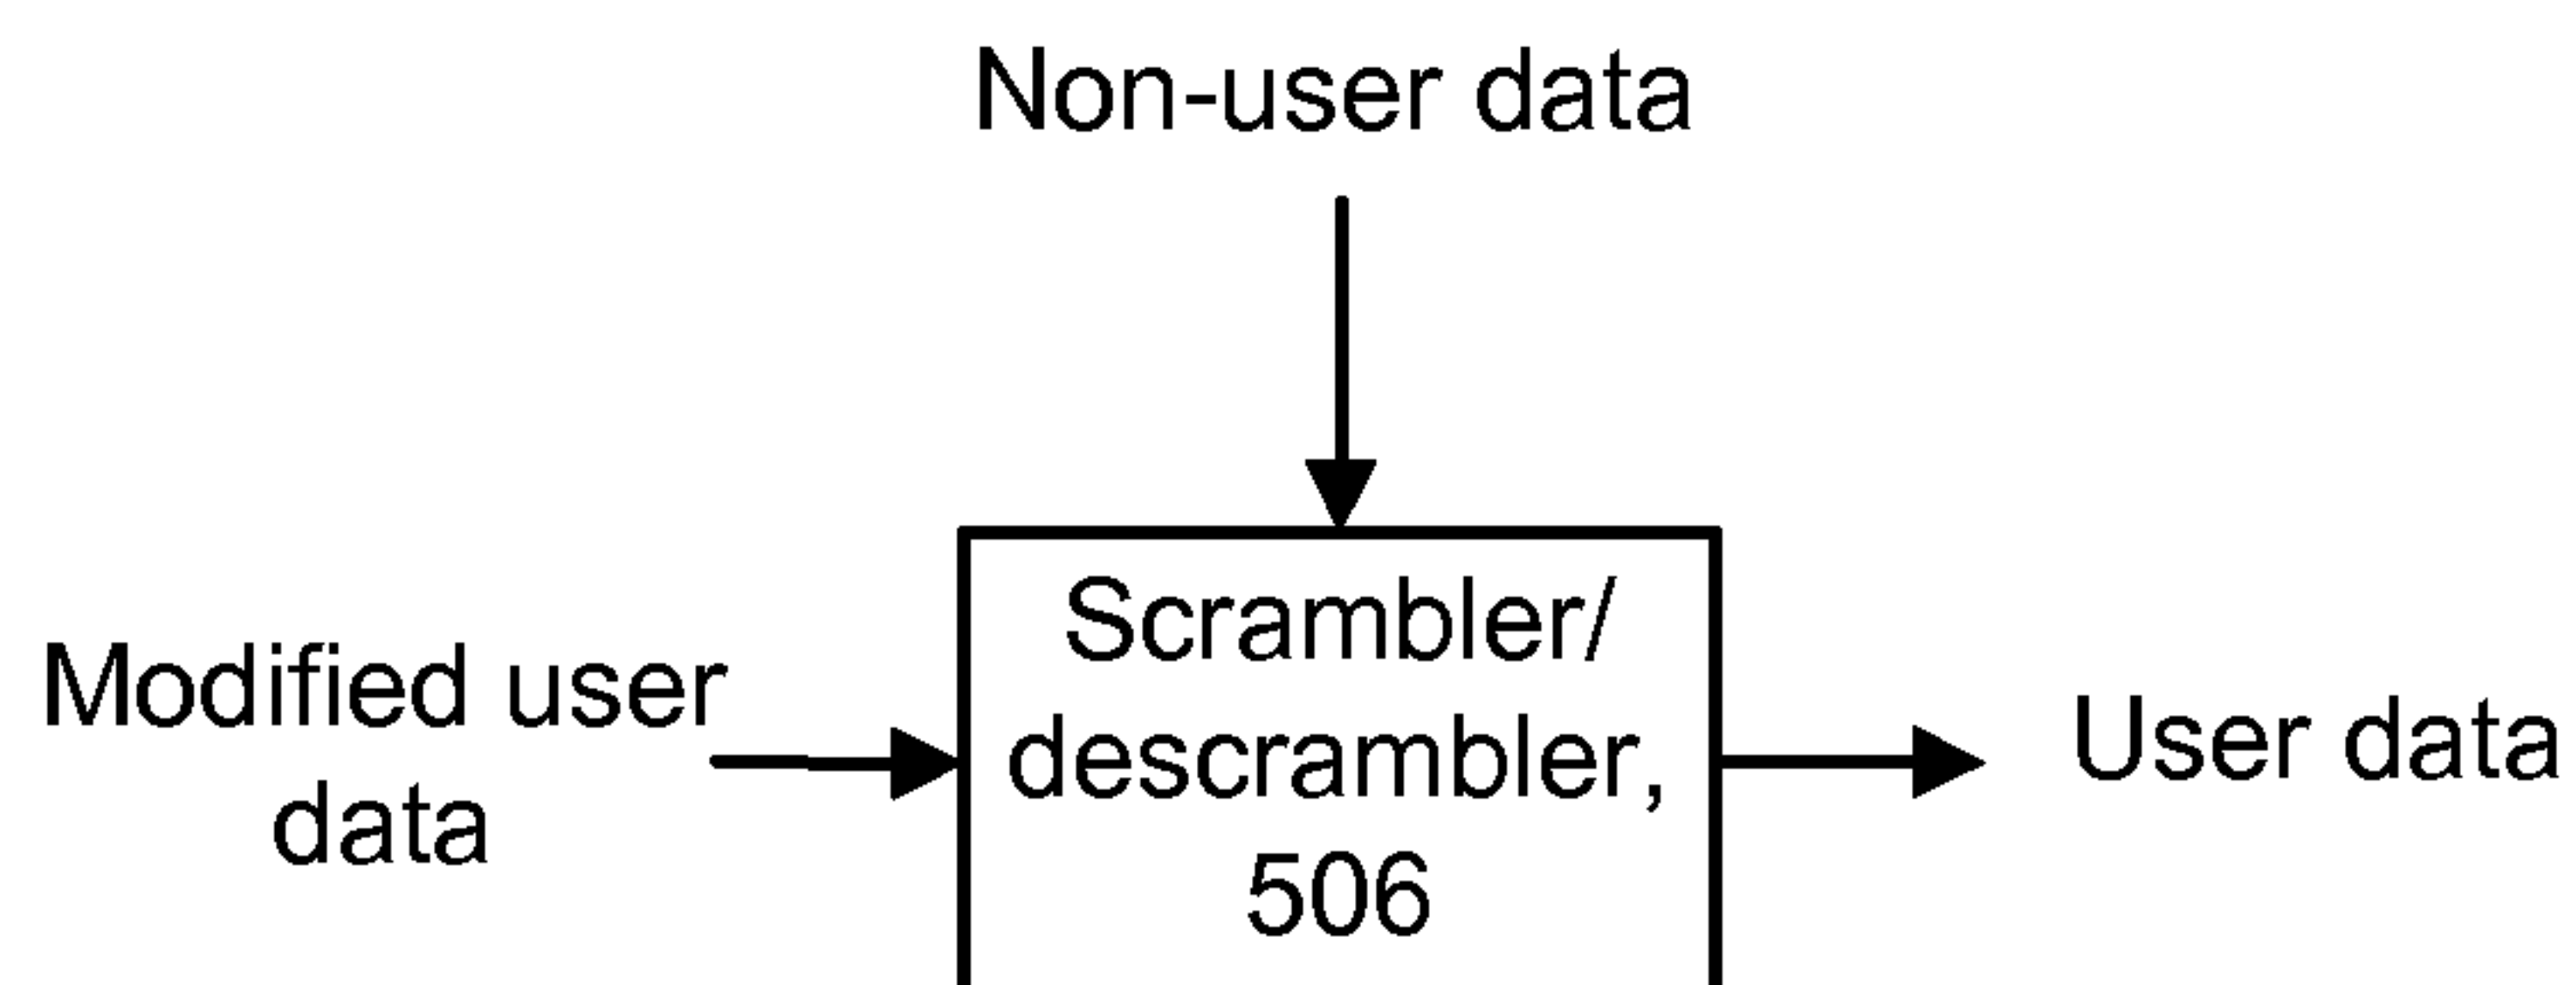 Non-user data
Scrambler/
descrambler,
506
Modified user
data
User data